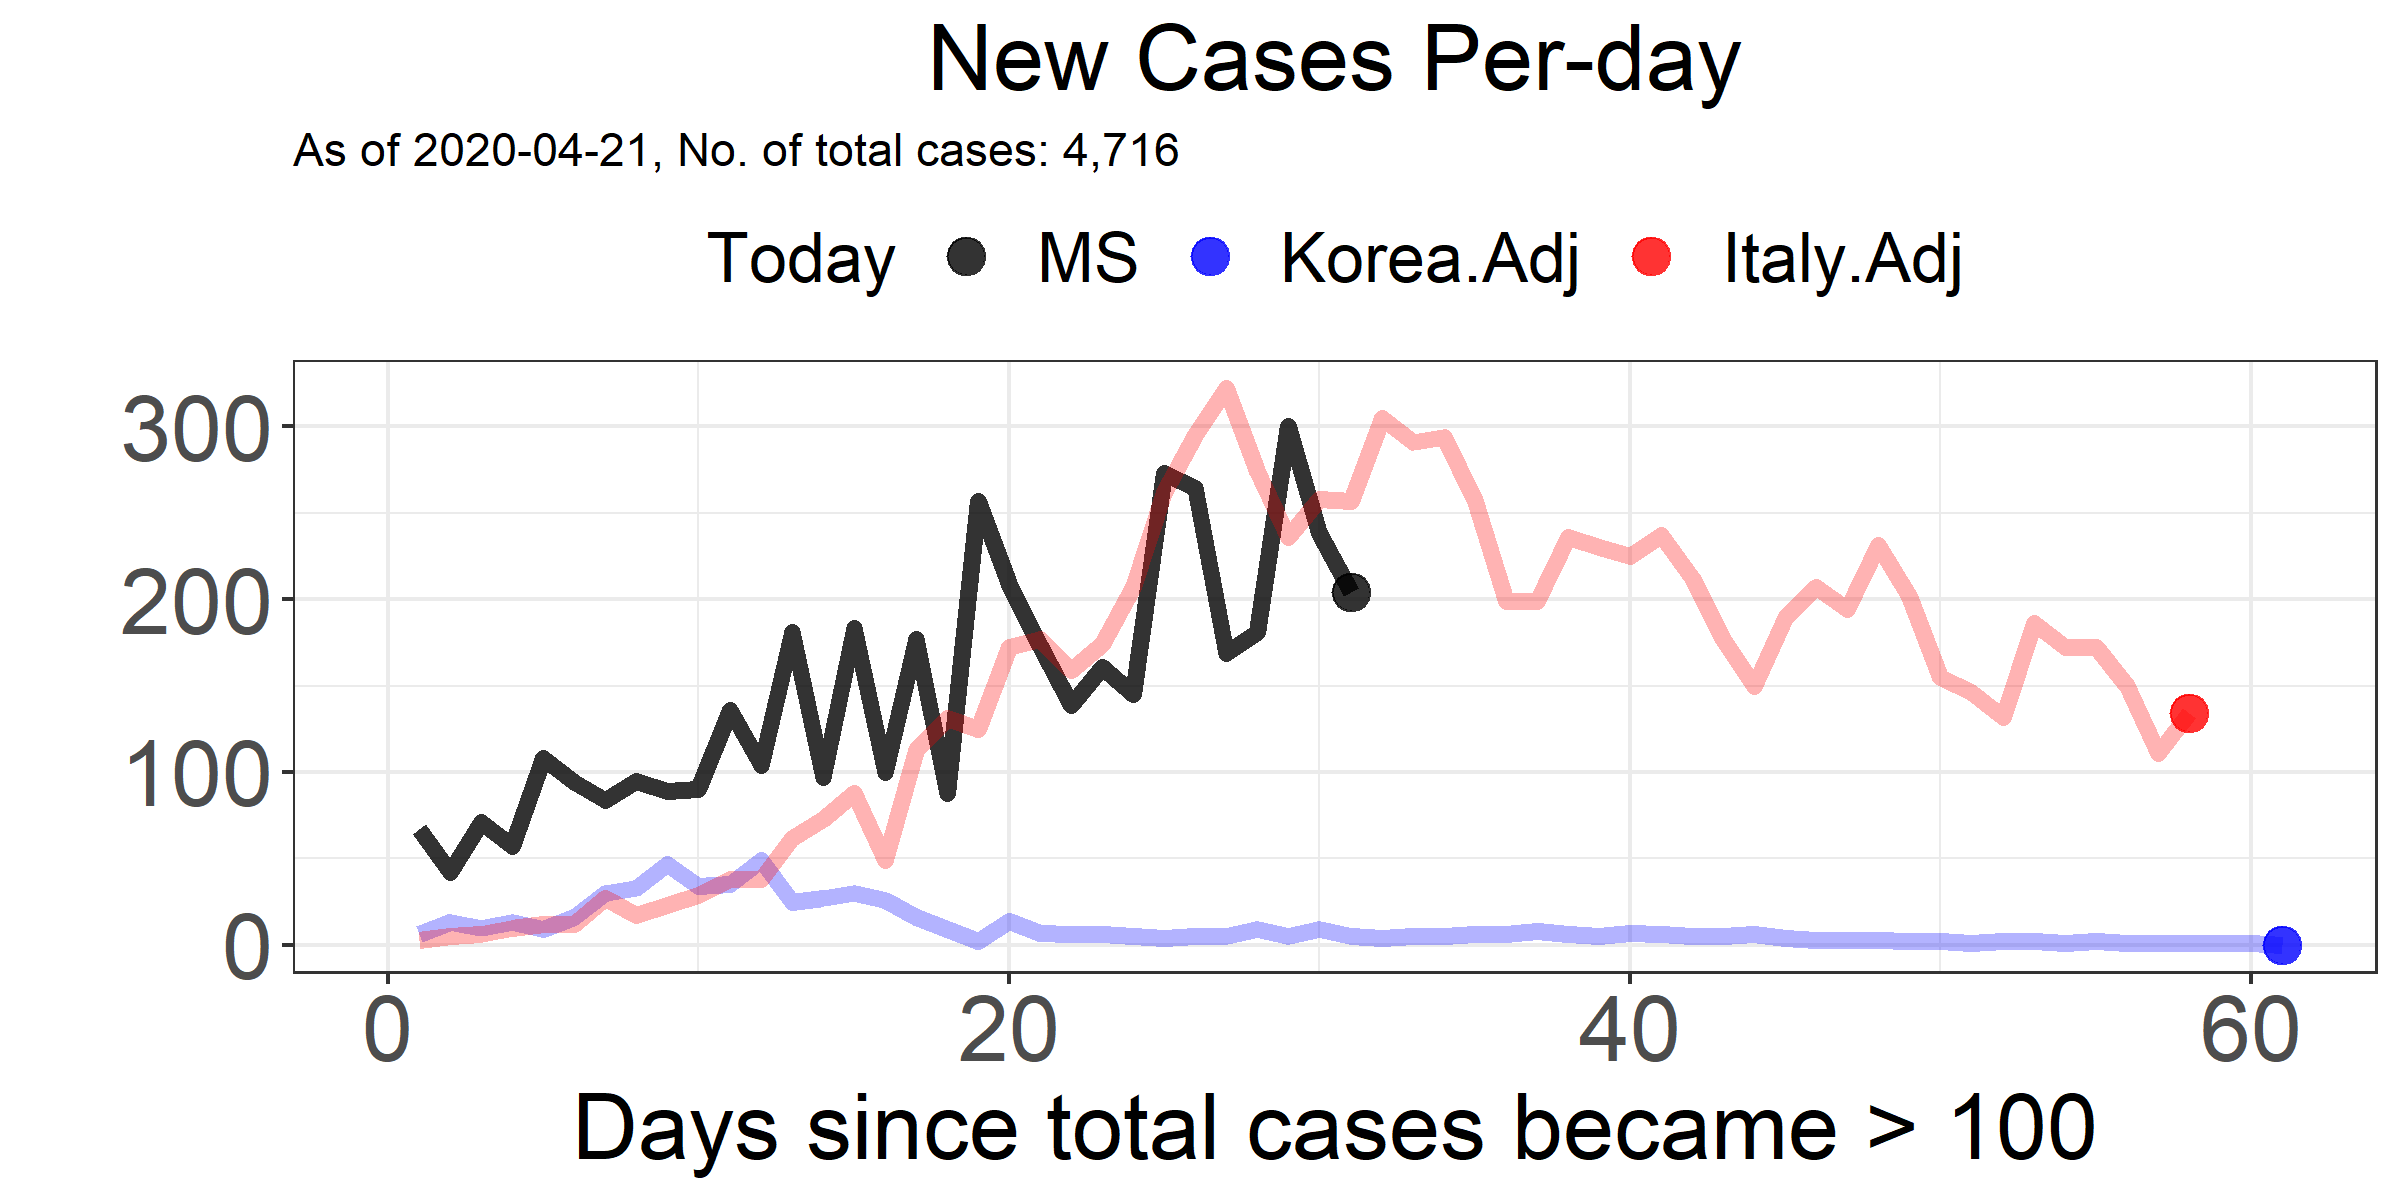 New Cases Per-day
As of 2020-04-21, No. of total cases: 4,716
Today MS Korea.Adj Italy.Adj
300
200
100
0
0 20 40 60
Days since total cases became > 100